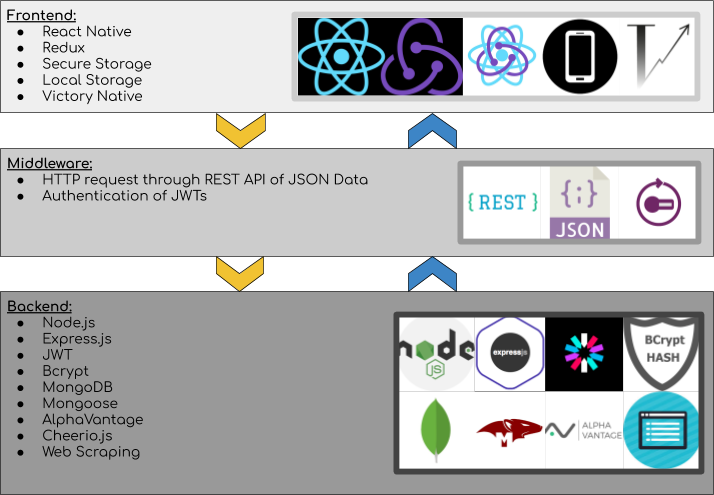 Frontend:
● React Native
● Redux
● Secure Storage
● Local Storage
● Victory Native
Middleware:
● HTTP request through REST API of JSON Data
● Authentication of JWTs
{ REST }
{;}
JSON
Backend:
● Node.js
● Express.js
● JWT
● Bcrypt
● MongoDB
● Mongoose
● AlphaVantage
● Cheerio.js
● Web Scraping
node
JS
expressjs
BCrypt
HASH
M
ALPHA
VANTAGE